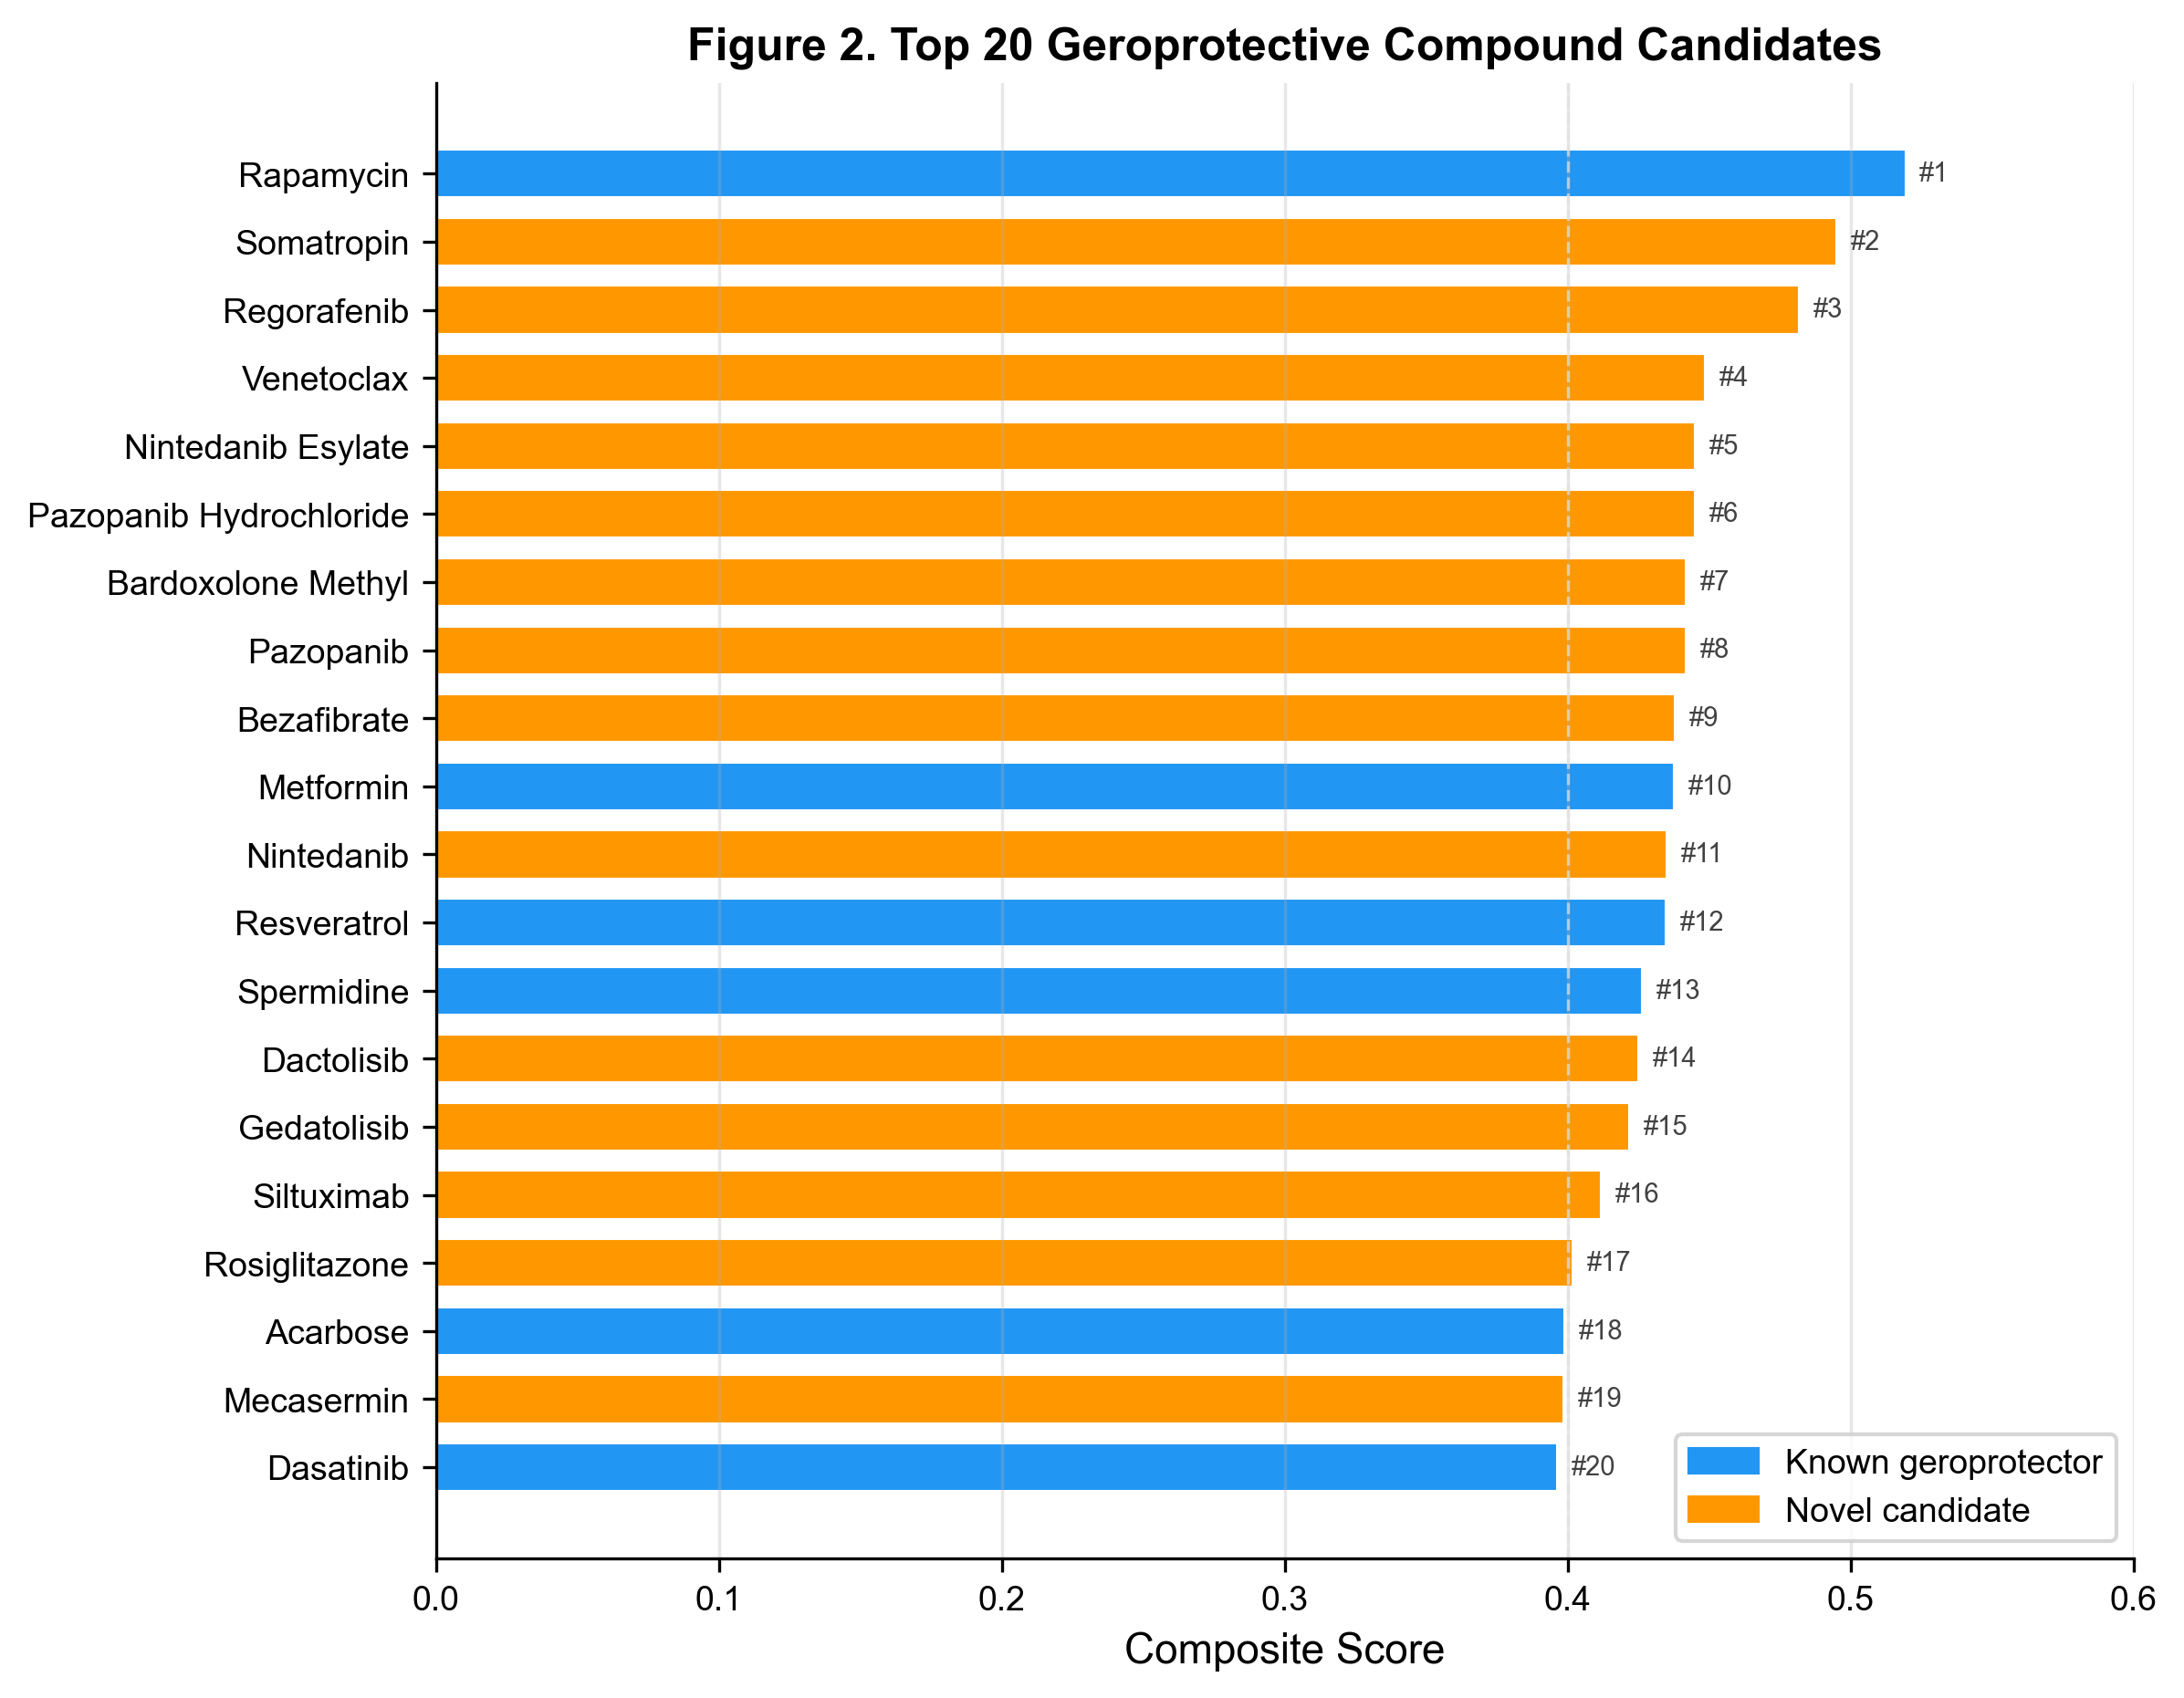 Figure 2. Top 20 Geroprotective Compound Candidates
Rapamycin #1
Somatropin #2
Regorafenib #3
Venetoclax #4
Nintedanib Esylate #5
Pazopanib Hydrochloride #6
Bardoxolone Methyl #7
Pazopanib #8
Bezafibrate #9
Metformin #10
Nintedanib #11
Resveratrol #12
Spermidine #13
Dactolisib #14
Gedatolisib #15
Siltuximab #16
Rosiglitazone #17
Acarbose #18
Mecasermin #19
Dasatinib #20
Known geroprotector
Novel candidate
0.0 0.1 0.2 0.3 0.4 0.5 0.6
Composite Score